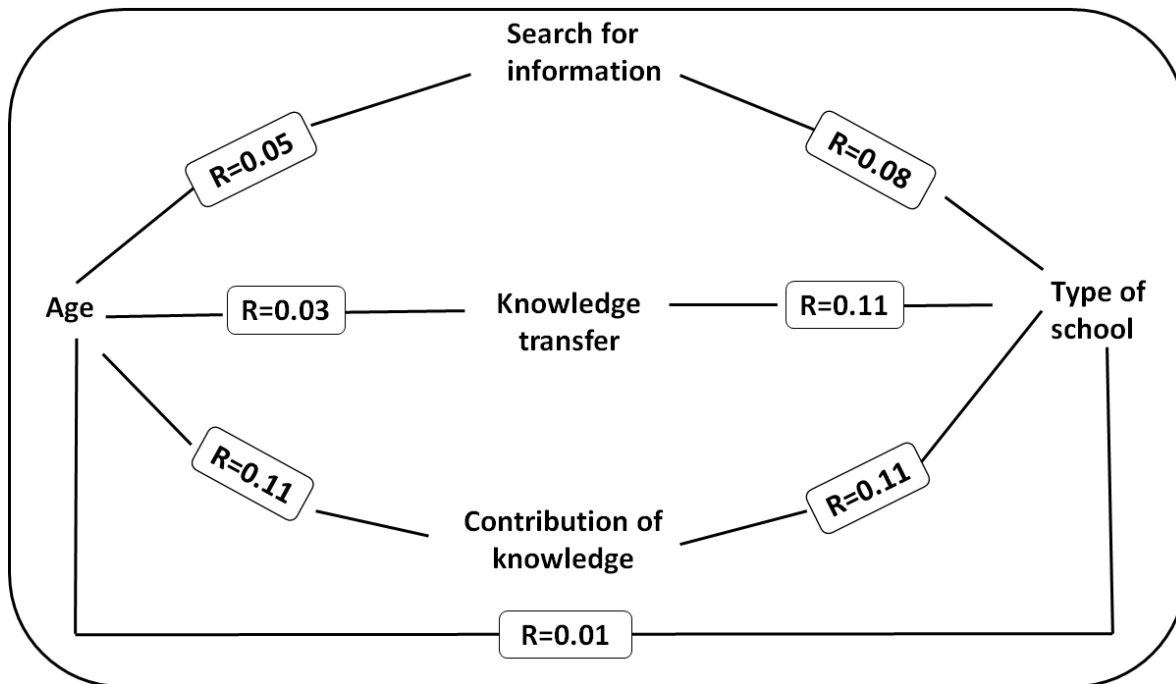 Search for
information
R=0.05
R=0.08
Age
R=0.03
Knowledge
transfer
R=0.11
Type of
school
R=0.11
Contribution of
knowledge
R=0.11
R=0.01